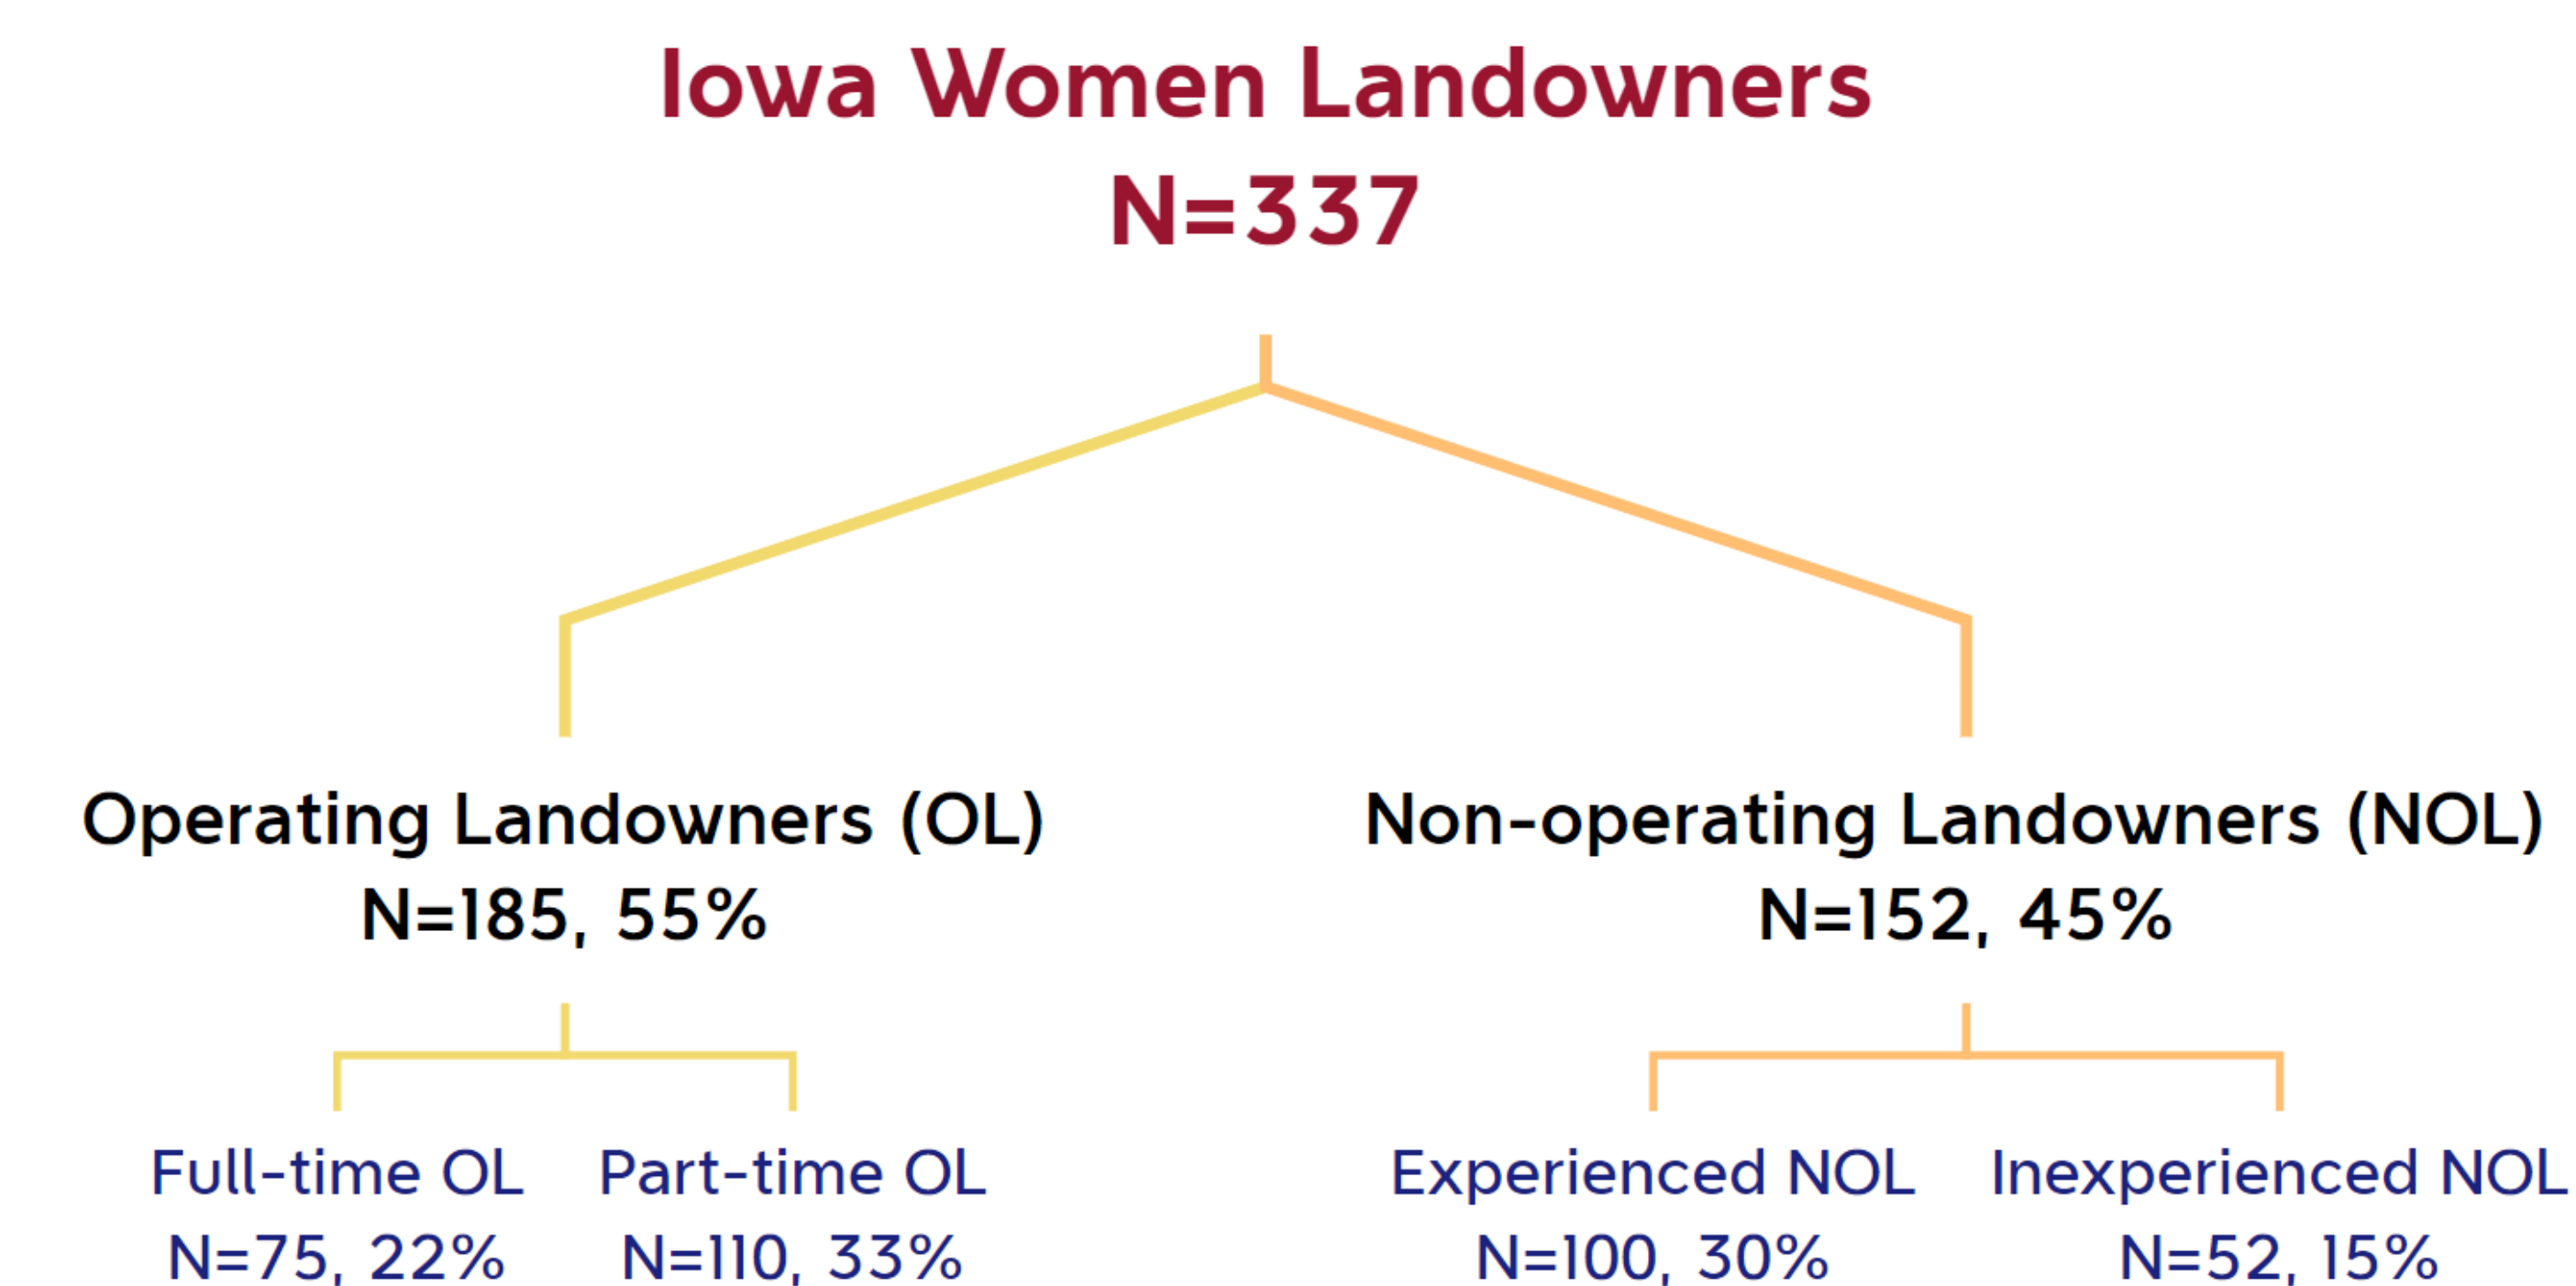 Iowa Women Landowners
N=337
Operating Landowners (OL)
N=185, 55%
Non-operating Landowners (NOL)
N=152, 45%
Full-time OL
N=75, 22%
Part-time OL
N=110, 33%
Experienced NOL
N=100, 30%
Inexperienced NOL
N=52, 15%